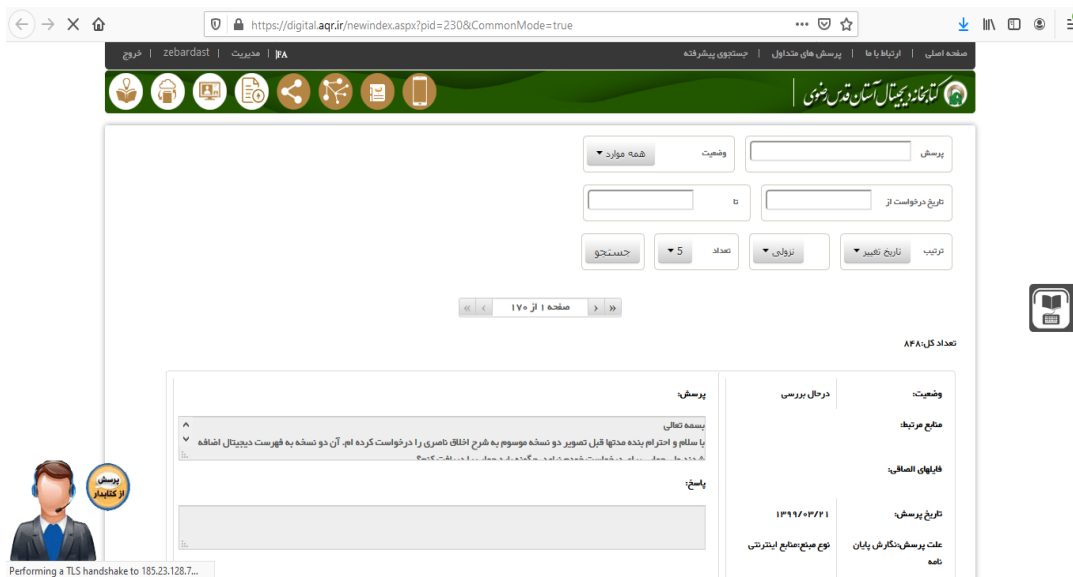 https://digital.aqr.ir/newindex.aspx?pid=230&CommonMode=true
صفحه اصلی | ارتباط با ما | پرسش های متداول | جستجوی پیشرفته
FA | مدیریت | zebardast | خروج
کتابخانه دیجیتال آستان قدس رضوی
پرسش
وضعیت همه موارد
تاریخ درخواست از تا
ترتیب تاریخ تغییر نزولی تعداد 5 جستجو
صفحه ۱ از ۱۷۰
تعداد کل:۸۴۸
وضعیت: درحال بررسی
منابع مرتبط:
فایلهای الصاقی:
تاریخ پرسش: ۱۳۹۹/۰۳/۲۱
علت پرسش:نگارش پایان نامه
نوع منبع:منابع اینترنتی
پرسش:
بسمه تعالی
با سلام و احترام بنده مدتها قبل تصویر دو نسخه موسوم به شرح اخلاق ناصری را درخواست کرده ام. آن دو نسخه به فهرست دیجیتال اضافه
پاسخ:
پرسش
از کتابدار
Performing a TLS handshake to 185.23.128.7...